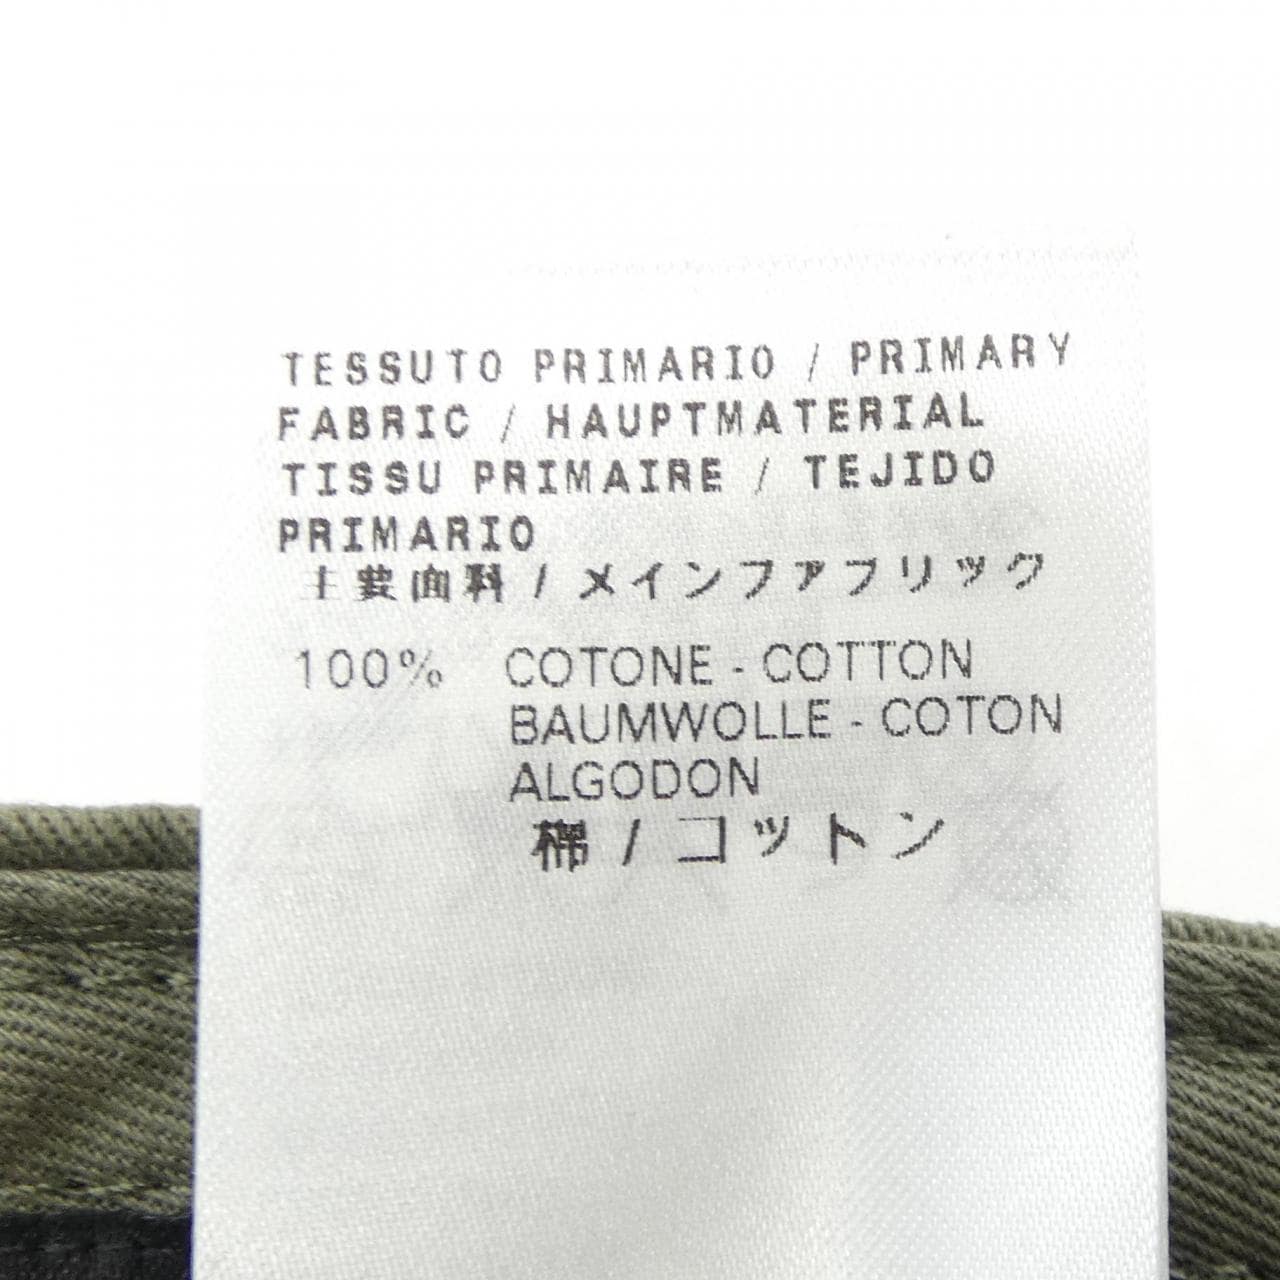 TESSUTO PRIMARIO / PRIMARY
FABRIC / HAUPTMATERIAL
TISSU PRIMAIRE / TEJIDO
PRIMARIO
主要面料 / メインファブリック
100% COTONE - COTTON
BAUMWOLLE - COTON
ALGODON
棉 / コットン